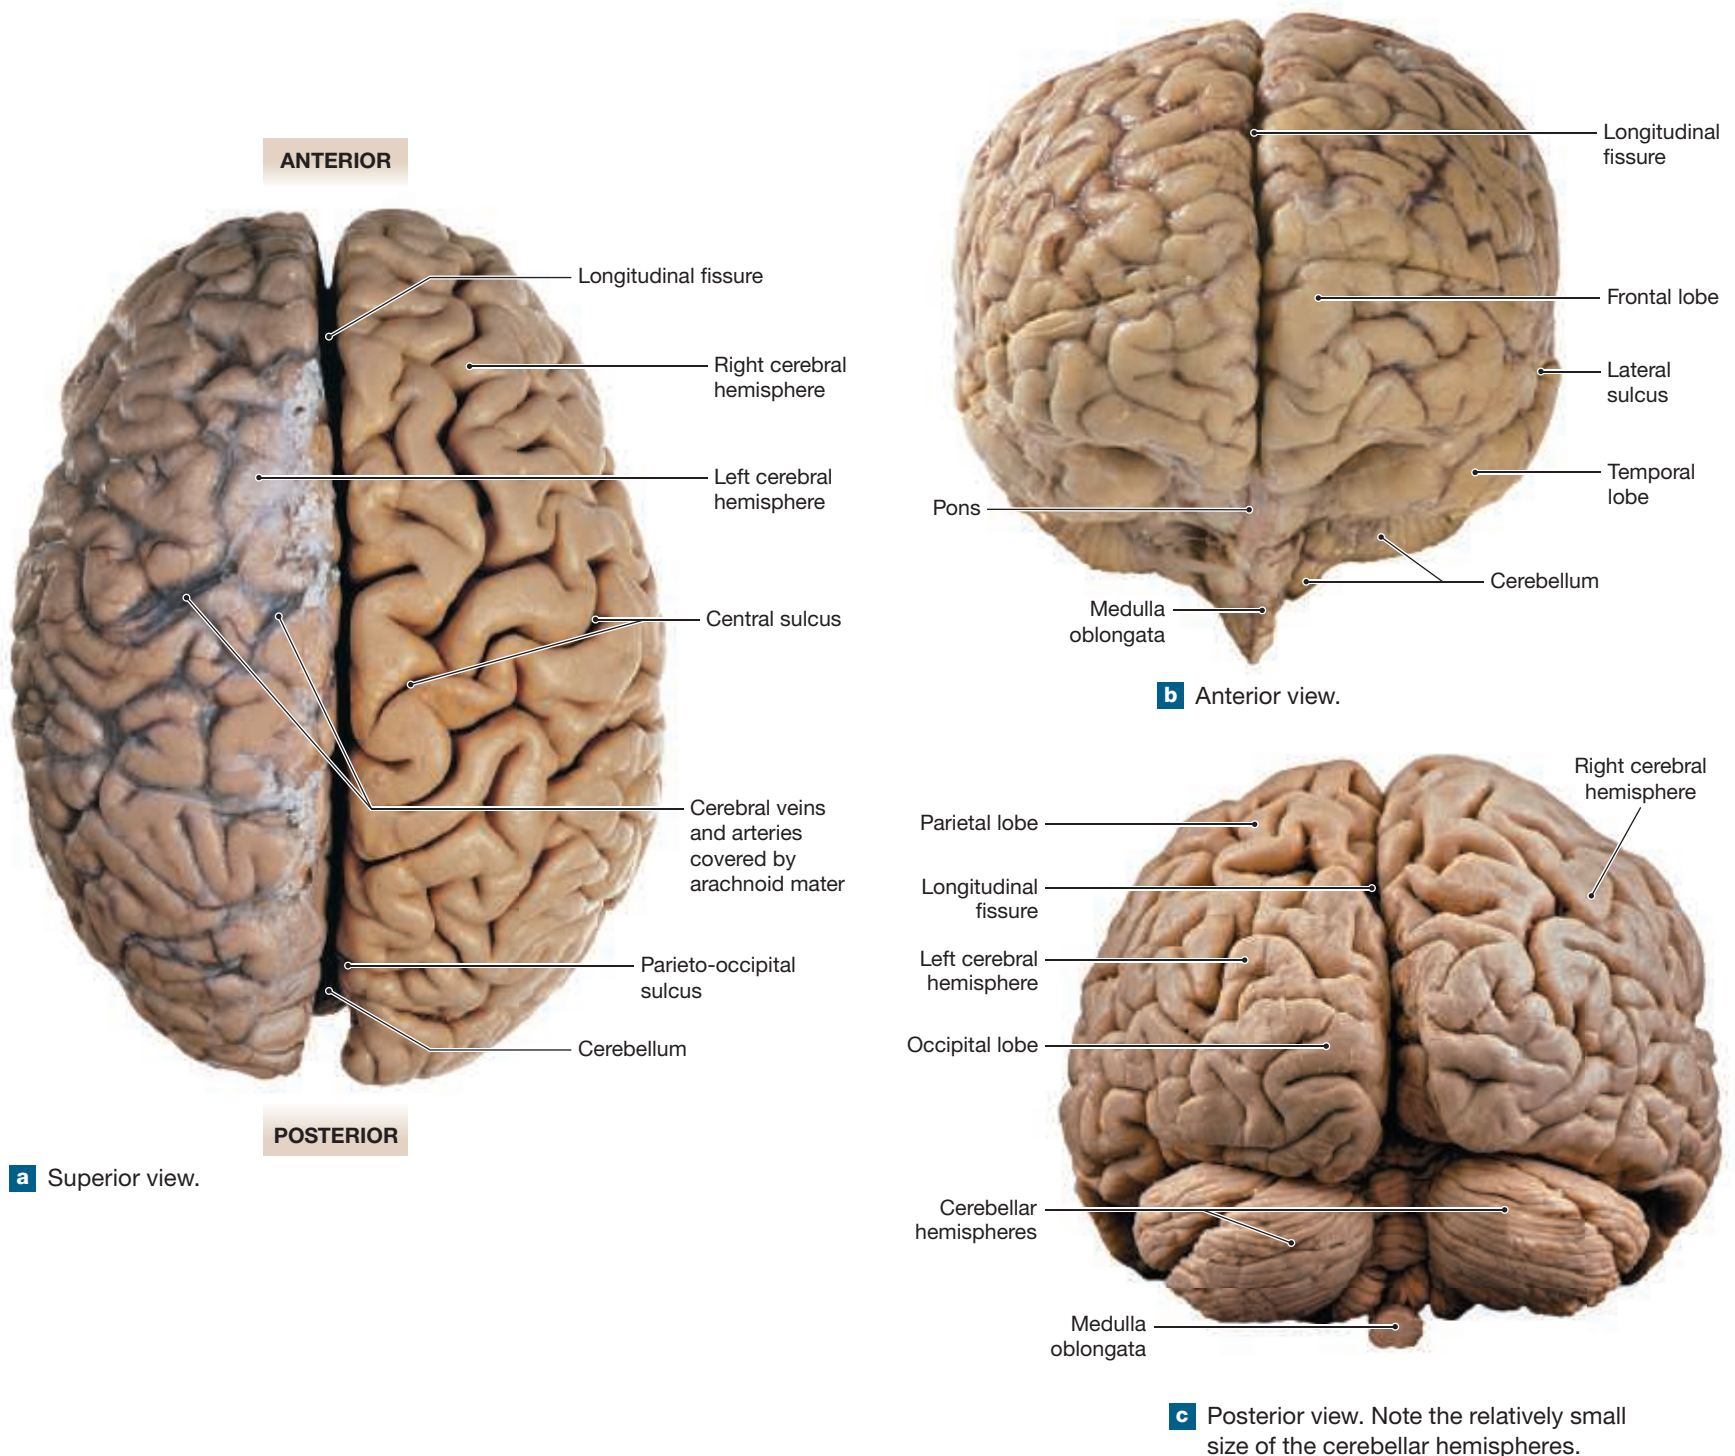 ANTERIOR
Longitudinal fissure
Right cerebral
hemisphere
Left cerebral
hemisphere
Central sulcus
Cerebral veins
and arteries
covered by
arachnoid mater
Parieto-occipital
sulcus
Cerebellum
POSTERIOR
a Superior view.
Longitudinal
fissure
Frontal lobe
Lateral
sulcus
Temporal
lobe
Pons
Cerebellum
Medulla
oblongata
b Anterior view.
Right cerebral
hemisphere
Parietal lobe
Longitudinal
fissure
Left cerebral
hemisphere
Occipital lobe
Cerebellar
hemispheres
Medulla
oblongata
c Posterior view. Note the relatively small
size of the cerebellar hemispheres.